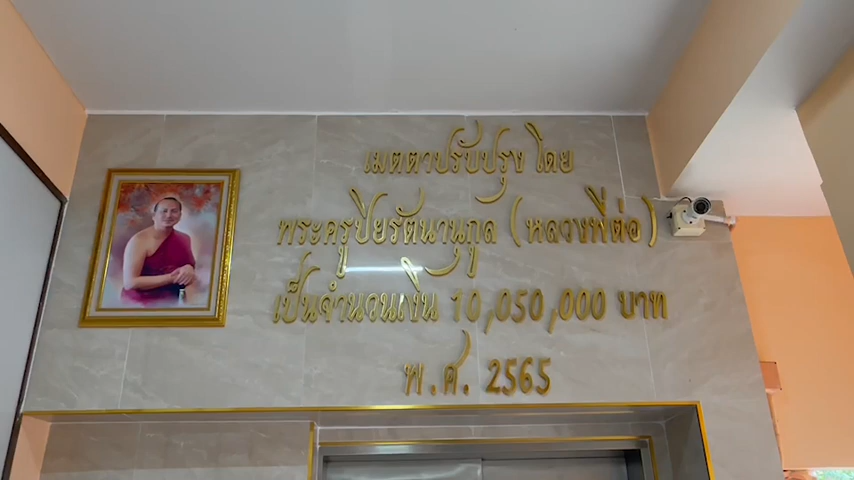 เมตตาปรับปรุง โดย
พระครูปิยรัตนานุกูล (หลวงพี่ต่อ)
เป็นจำนวนเงิน 10,050,000 บาท
พ.ศ. 2565